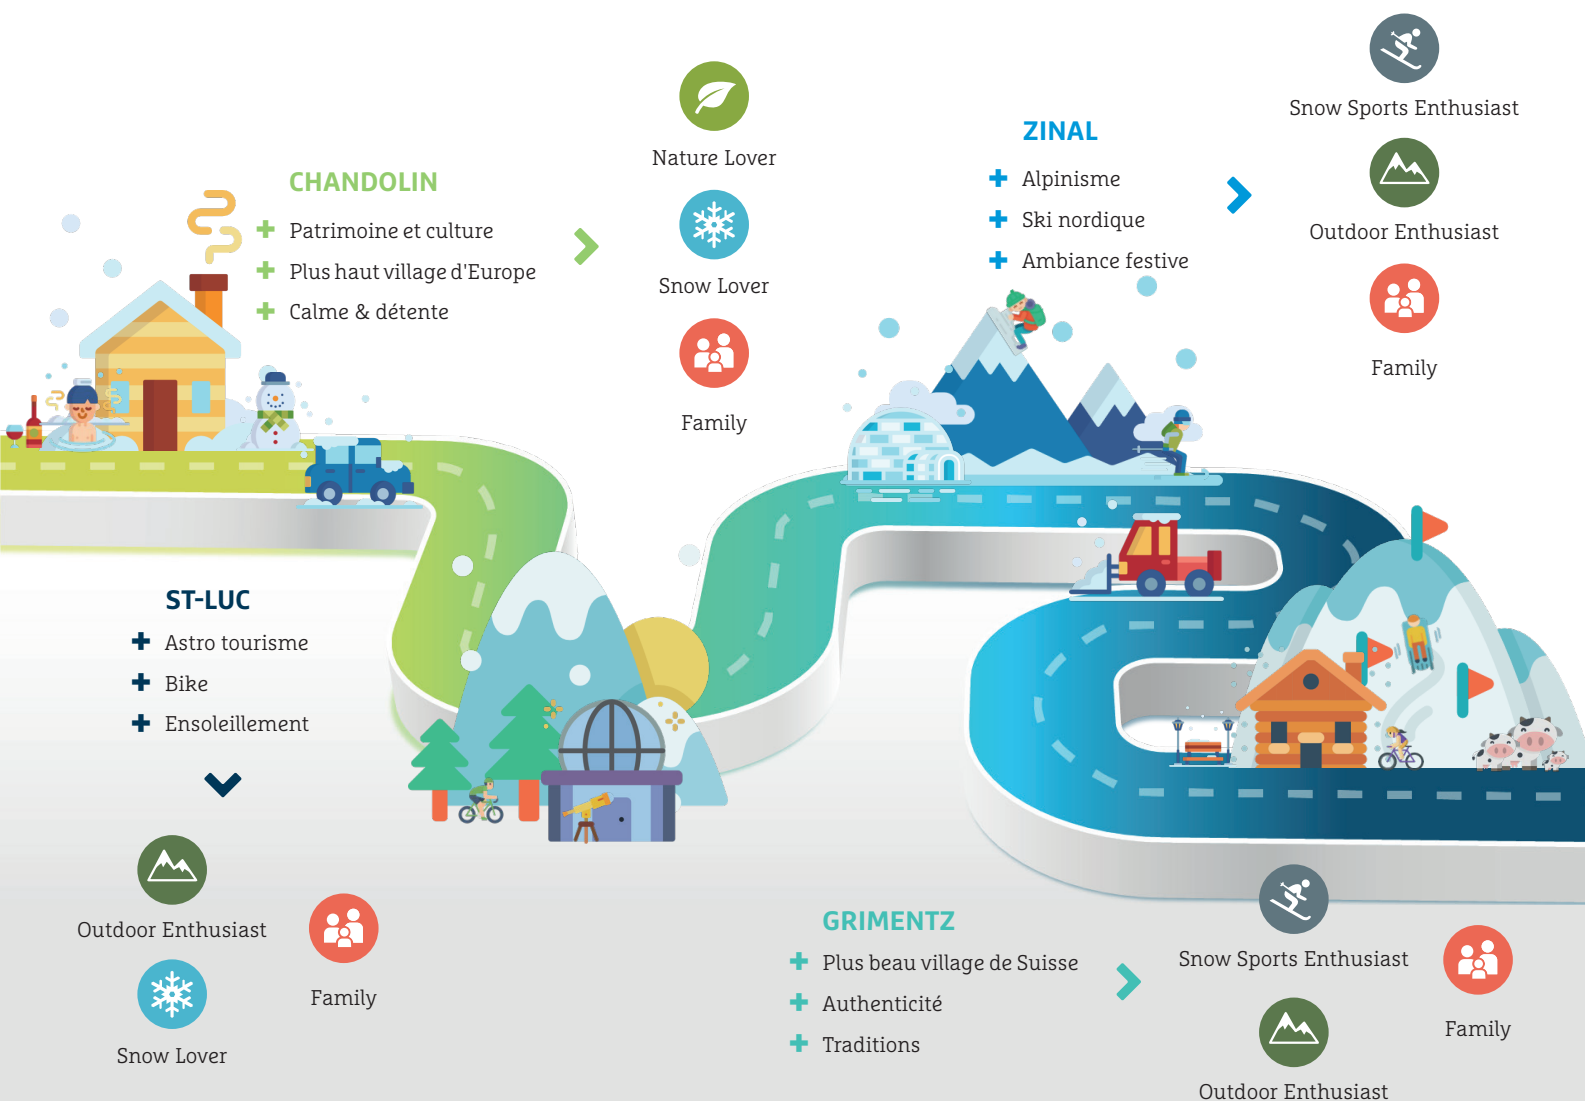 CHANDOLIN
Patrimoine et culture
Plus haut village d'Europe
Calme & détente
Nature Lover
Snow Lover
Family
ZINAL
Alpinisme
Ski nordique
Ambiance festive
Snow Sports Enthusiast
Outdoor Enthusiast
Family
ST-LUC
Astro tourisme
Bike
Ensoleillement
Outdoor Enthusiast
Family
Snow Lover
GRIMENTZ
Plus beau village de Suisse
Authenticité
Traditions
Snow Sports Enthusiast
Family
Outdoor Enthusiast